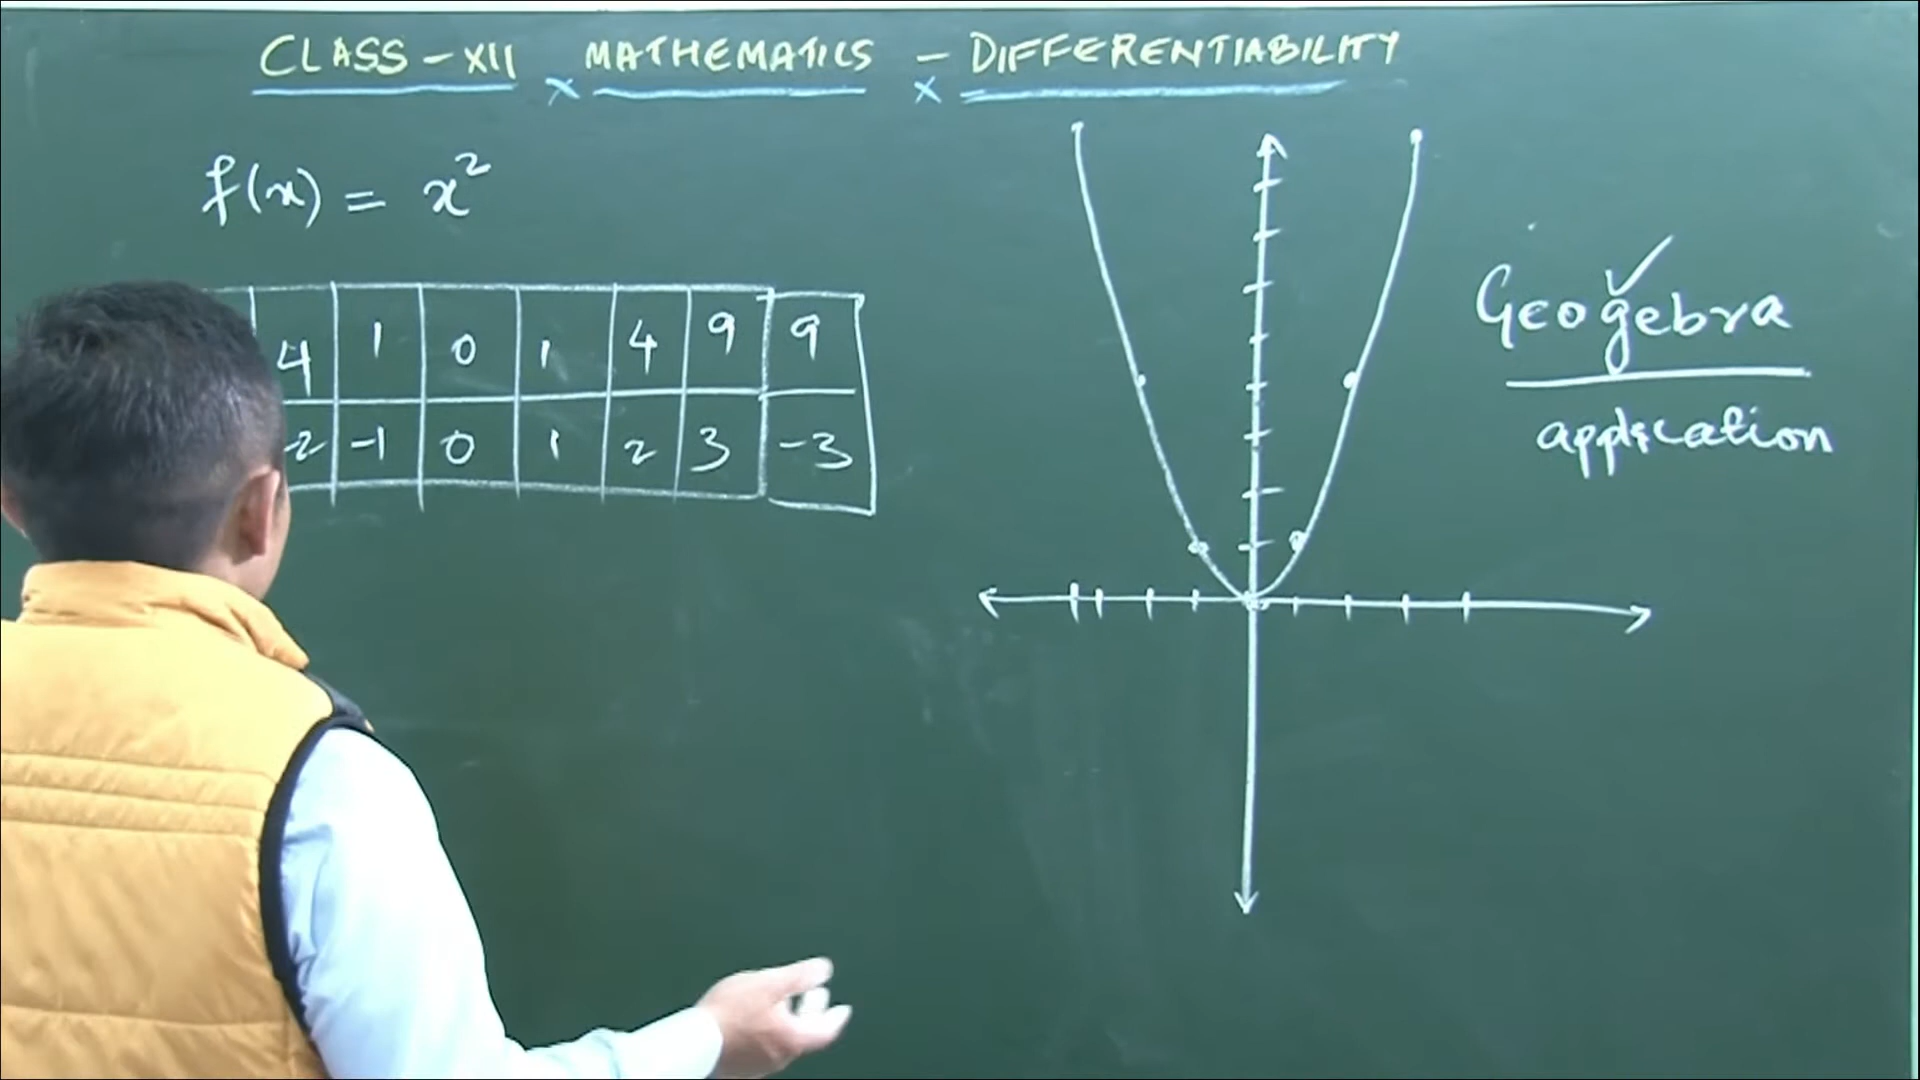 CLASS - XII MATHEMATICS - DIFFERENTIABILITY
f(x) = x²
4 1 0 1 4 9 9
-2 -1 0 1 2 3 -3
Geogebra
application